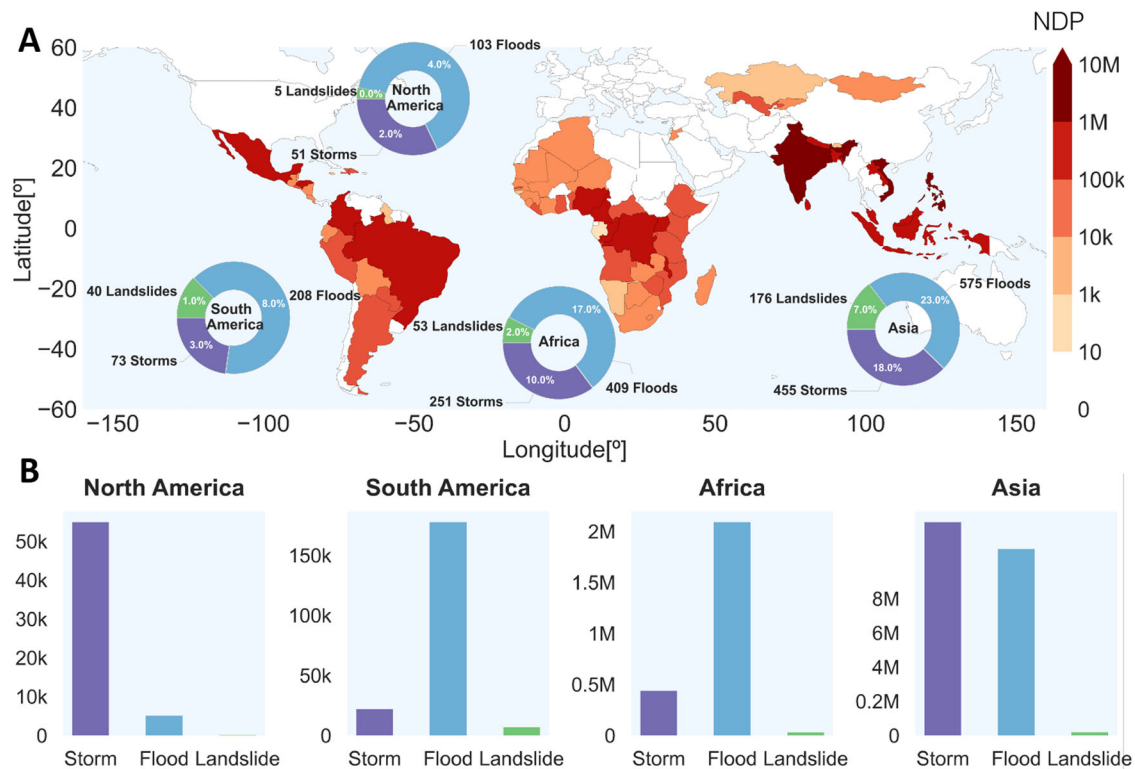 A
NDP
60
40
20
0
−20
−40
−60
Latitude[º]
−150
−100
−50
0
50
100
150
Longitude[º]
10M
1M
100k
10k
1k
10
0
103 Floods
4.0%
5 Landslides
0.0%
North
America
2.0%
51 Storms
40 Landslides
1.0%
8.0%
208 Floods
South
America
3.0%
73 Storms
53 Landslides
17.0%
2.0%
Africa
10.0%
409 Floods
251 Storms
176 Landslides
23.0%
575 Floods
7.0%
Asia
18.0%
455 Storms
B
North America
50k
40k
30k
20k
10k
0
Storm Flood Landslide
South America
150k
100k
50k
0
Storm Flood Landslide
Africa
2M
1.5M
1M
0.5M
0
Storm Flood Landslide
Asia
8M
6M
4M
0.2M
0
Storm Flood Landslide